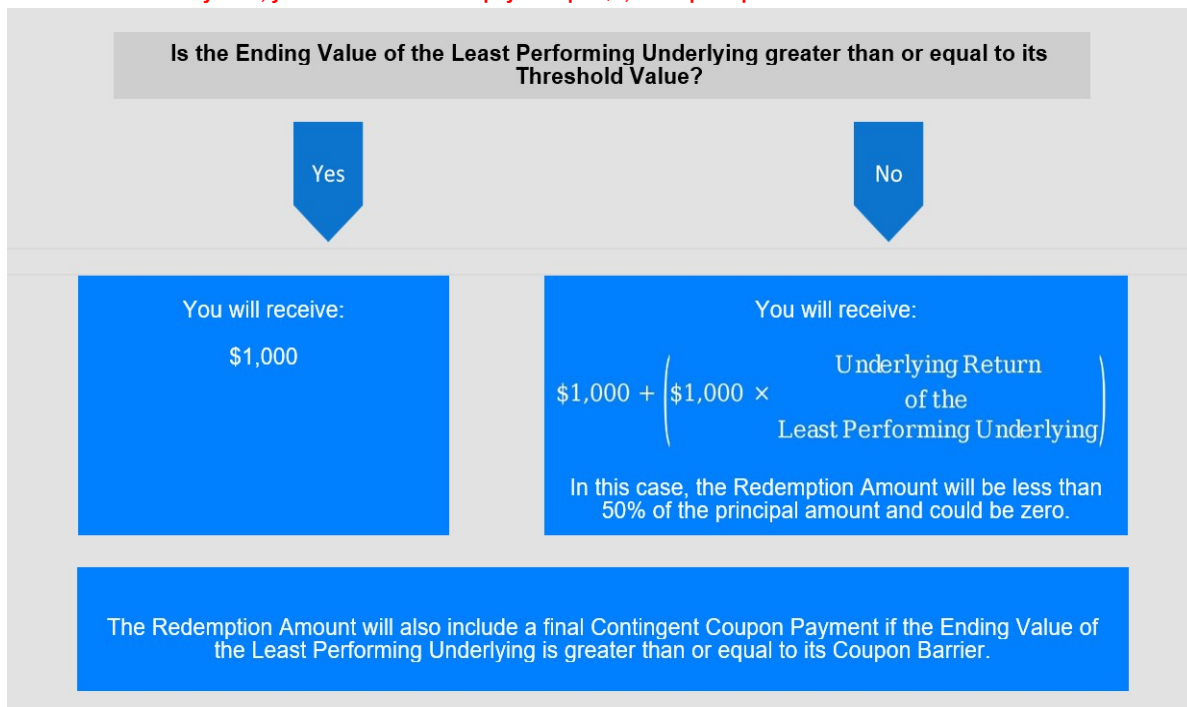 Is the Ending Value of the Least Performing Underlying greater than or equal to its
Threshold Value?
Yes
No
You will receive:
$1,000
You will receive:
$1,000 + ($1,000 × Underlying Return
of the
Least Performing Underlying)
In this case, the Redemption Amount will be less than
50% of the principal amount and could be zero.
The Redemption Amount will also include a final Contingent Coupon Payment if the Ending Value of
the Least Performing Underlying is greater than or equal to its Coupon Barrier.